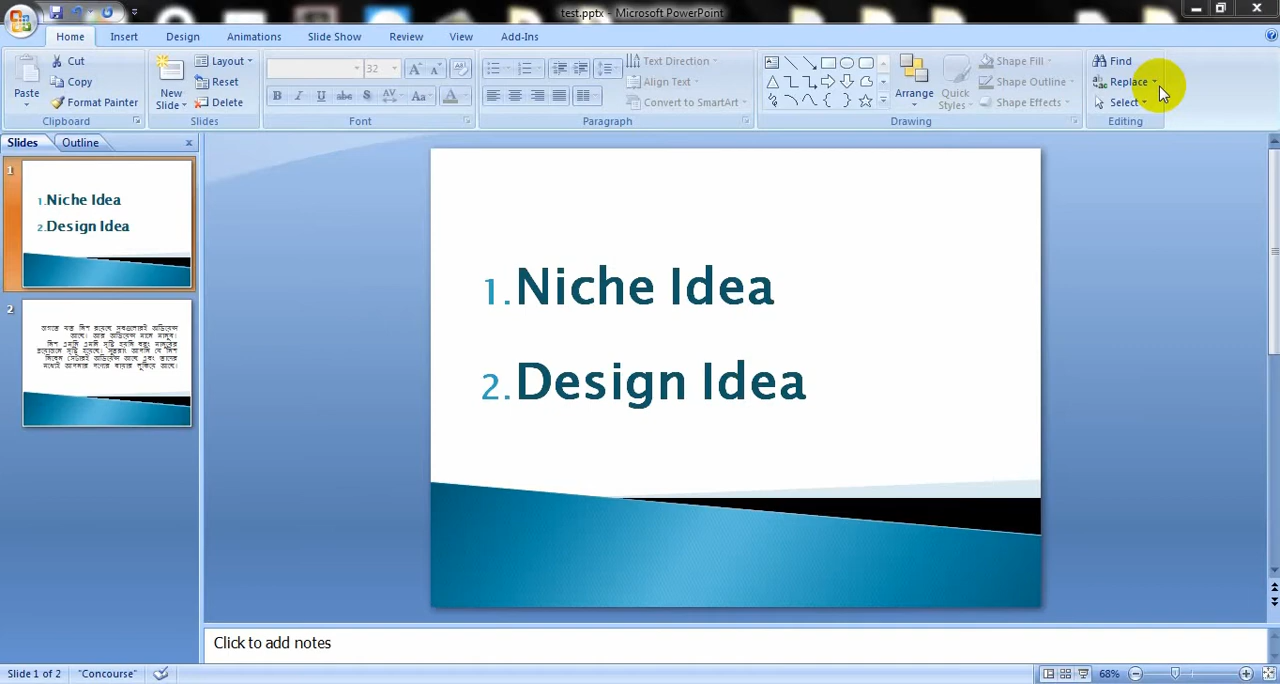 test.pptx - Microsoft PowerPoint
Home Insert Design Animations Slide Show Review View Add-Ins
Paste
Cut
Copy
Format Painter
Clipboard
New Slide
Layout
Reset
Delete
Slides
32
B I U abc S AV Aa A
Font
Text Direction
Align Text
Convert to SmartArt
Paragraph
Arrange
Quick Styles
Shape Fill
Shape Outline
Shape Effects
Drawing
Find
Replace
Select
Editing
Slides Outline
1
1.Niche Idea
2.Design Idea
2
1.Niche Idea
2.Design Idea
Click to add notes
Slide 1 of 2 "Concourse" 68%